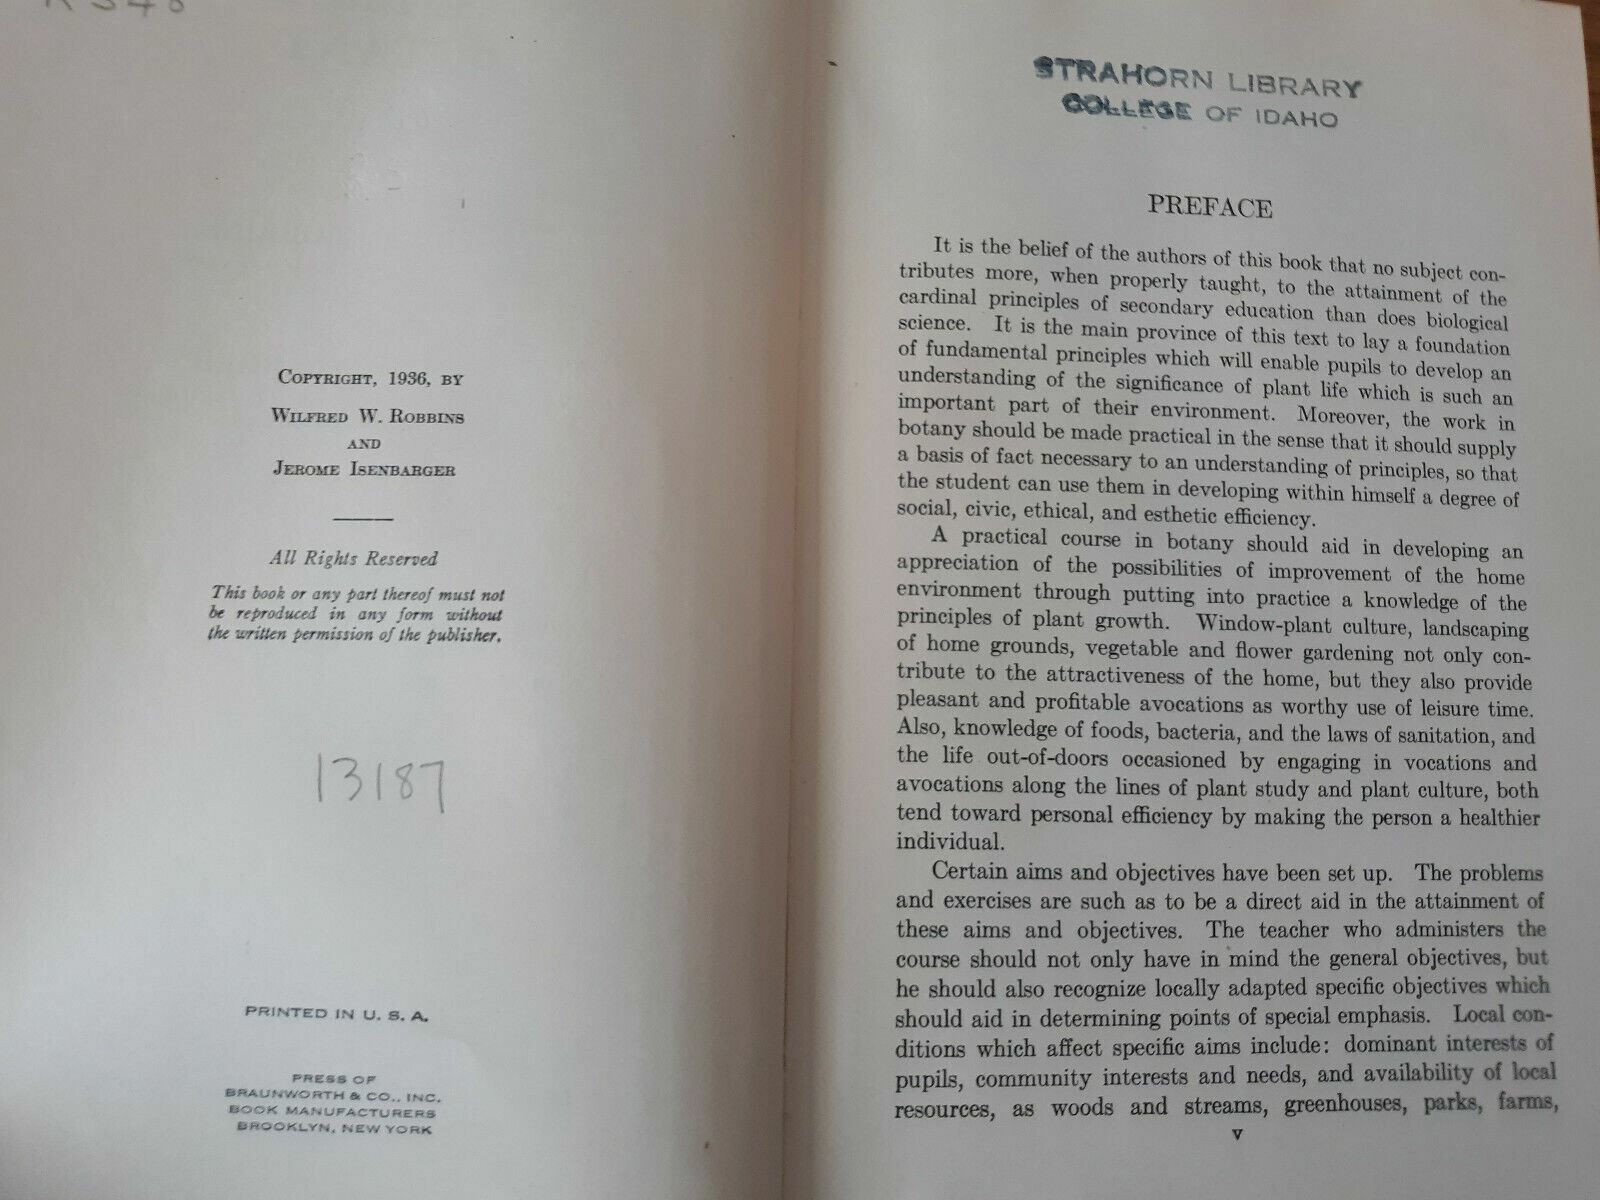 COPYRIGHT, 1936, BY
WILFRED W. ROBBINS
AND
JEROME ISENBARGER
All Rights Reserved
This book or any part thereof must not
be reproduced in any form without
the written permission of the publisher.
13187
PRINTED IN U. S. A.
PRESS OF
BRAUNWORTH & CO., INC.
BOOK MANUFACTURERS
BROOKLYN, NEW YORK
STRAHORN LIBRARY
COLLEGE OF IDAHO
PREFACE
It is the belief of the authors of this book that no subject con-
tributes more, when properly taught, to the attainment of the
cardinal principles of secondary education than does biological
science. It is the main province of this text to lay a foundation
of fundamental principles which will enable pupils to develop an
understanding of the significance of plant life which is such an
important part of their environment. Moreover, the work in
botany should be made practical in the sense that it should supply
a basis of fact necessary to an understanding of principles, so that
the student can use them in developing within himself a degree of
social, civic, ethical, and esthetic efficiency.
A practical course in botany should aid in developing an
appreciation of the possibilities of improvement of the home
environment through putting into practice a knowledge of the
principles of plant growth. Window-plant culture, landscaping
of home grounds, vegetable and flower gardening not only con-
tribute to the attractiveness of the home, but they also provide
pleasant and profitable avocations as worthy use of leisure time.
Also, knowledge of foods, bacteria, and the laws of sanitation, and
the life out-of-doors occasioned by engaging in vocations and
avocations along the lines of plant study and plant culture, both
tend toward personal efficiency by making the person a healthier
individual.
Certain aims and objectives have been set up. The problems
and exercises are such as to be a direct aid in the attainment of
these aims and objectives. The teacher who administers the
course should not only have in mind the general objectives, but
he should also recognize locally adapted specific objectives which
should aid in determining points of special emphasis. Local con-
ditions which affect specific aims include: dominant interests of
pupils, community interests and needs, and availability of local
resources, as woods and streams, greenhouses, parks, farms,
v